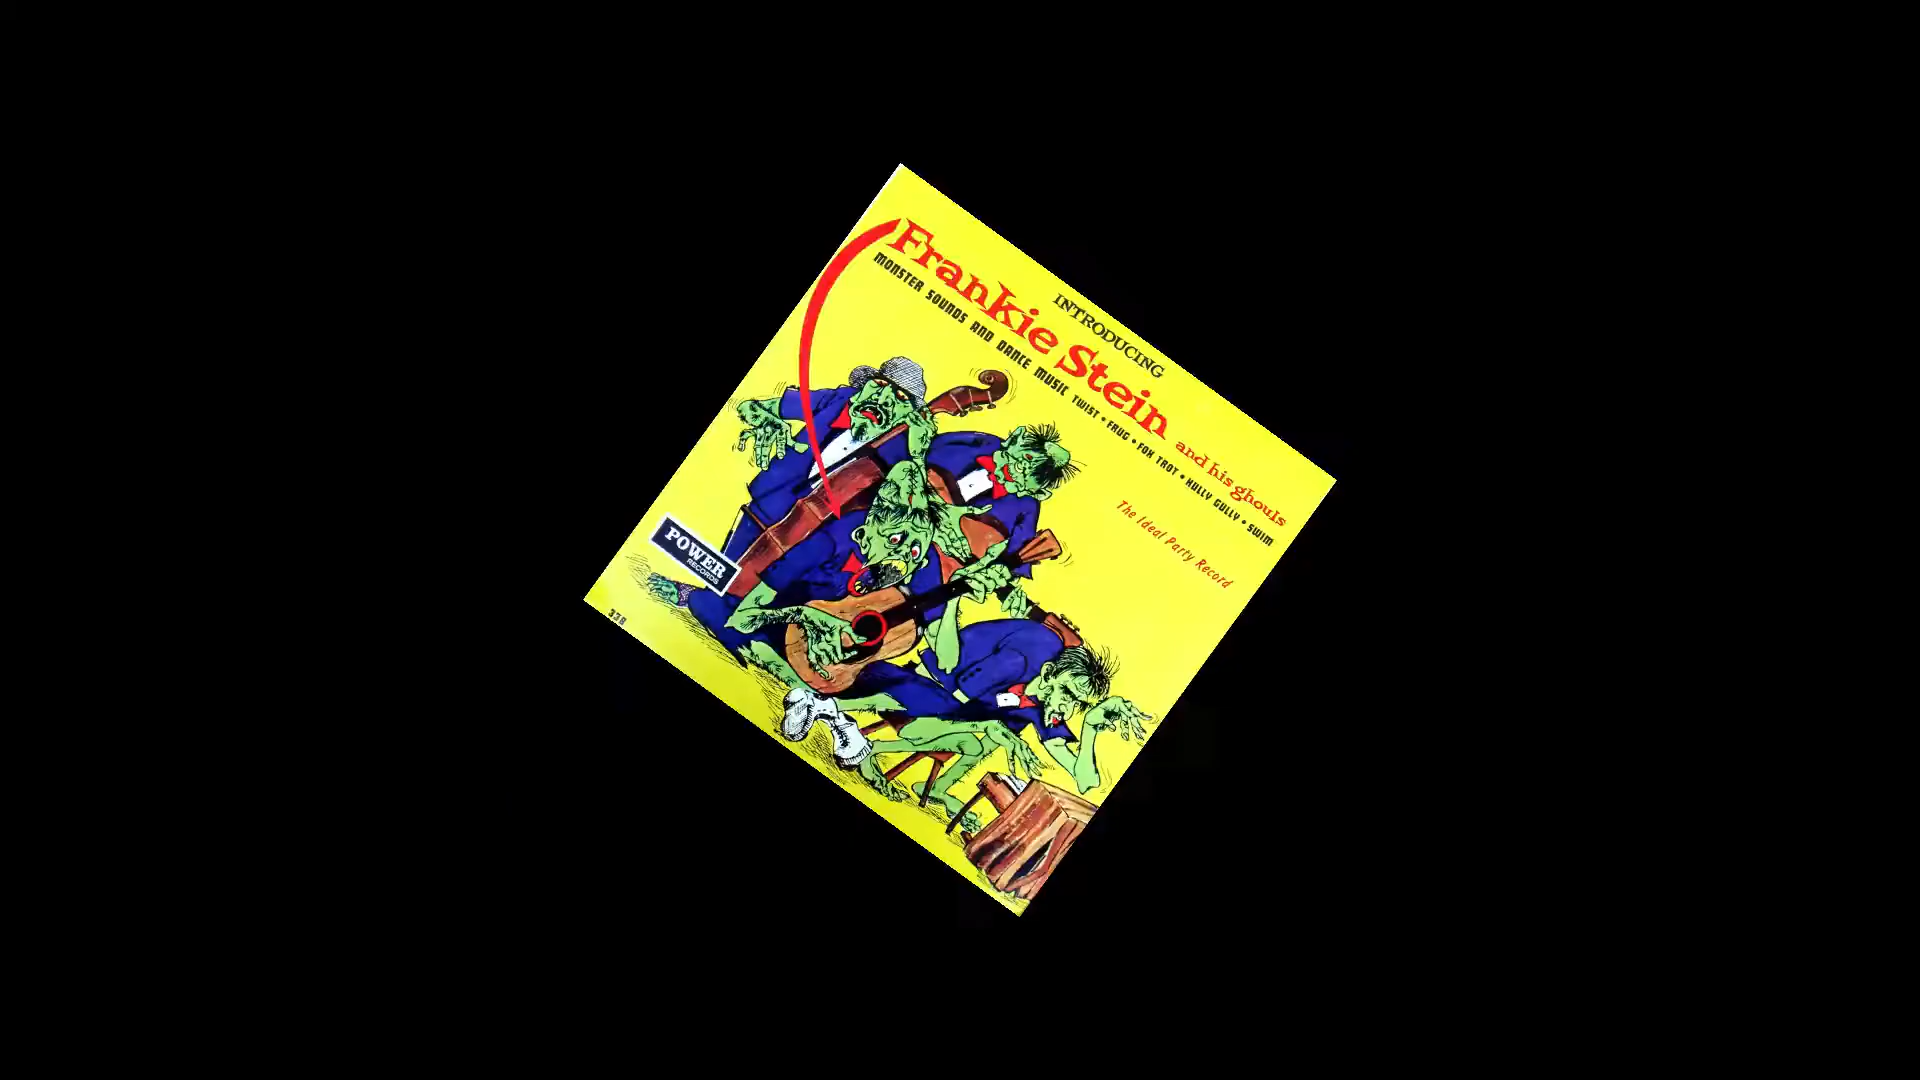 INTRODUCING
Frankie Stein and his ghouls
MONSTER SOUNDS AND DANCE MUSIC TWIST • FRUG • FOX TROT • HULLY GULLY • SWIM
The Ideal Party Record
POWER
RECORDS
338